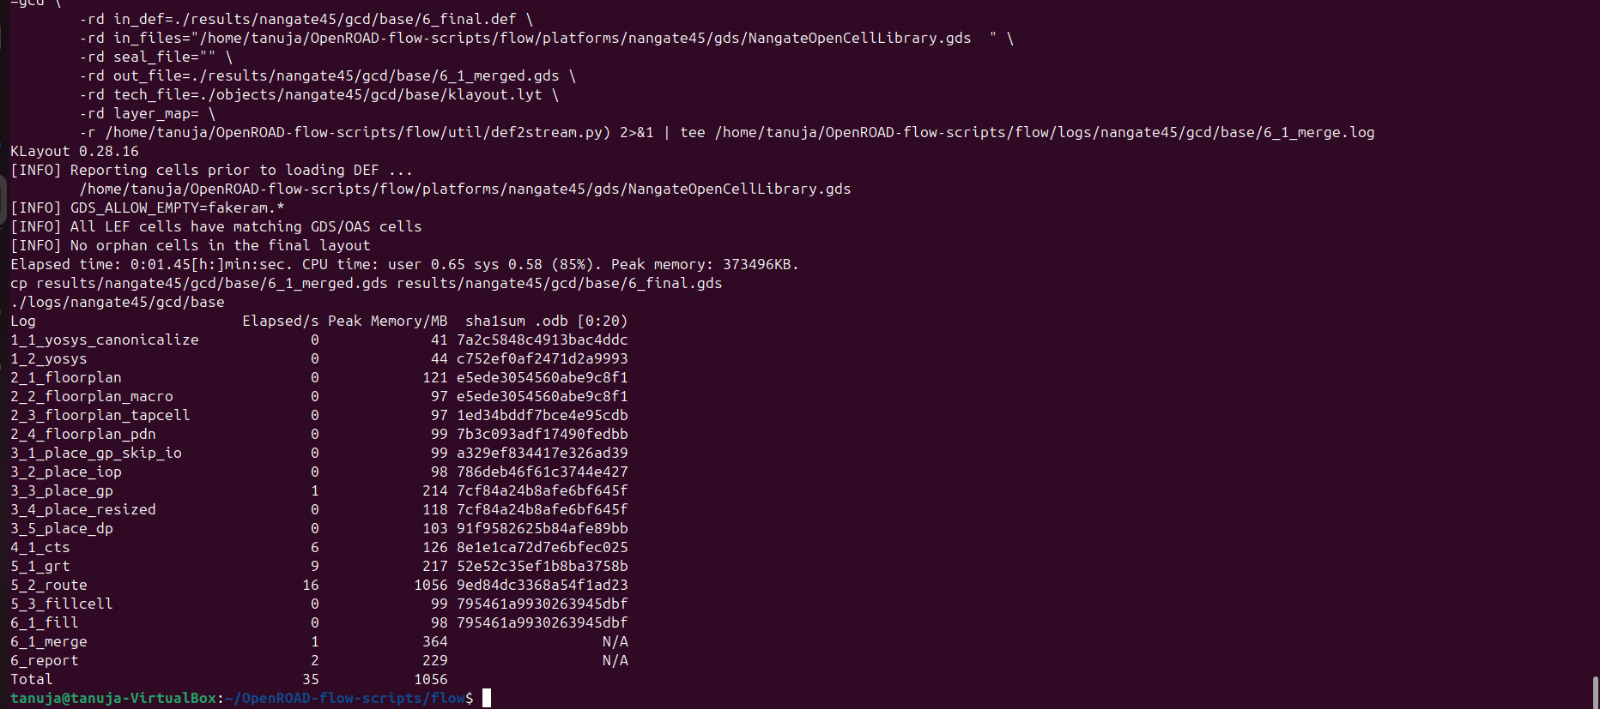 =gcd \
-rd in_def=./results/nangate45/gcd/base/6_final.def \
-rd in_files="/home/tanuja/OpenROAD-flow-scripts/flow/platforms/nangate45/gds/NangateOpenCellLibrary.gds  " \
-rd seal_file="" \
-rd out_file=./results/nangate45/gcd/base/6_1_merged.gds \
-rd tech_file=./objects/nangate45/gcd/base/klayout.lyt \
-rd layer_map= \
-r /home/tanuja/OpenROAD-flow-scripts/flow/util/def2stream.py) 2>&1 | tee /home/tanuja/OpenROAD-flow-scripts/flow/logs/nangate45/gcd/base/6_1_merge.log
KLayout 0.28.16
[INFO] Reporting cells prior to loading DEF ...
/home/tanuja/OpenROAD-flow-scripts/flow/platforms/nangate45/gds/NangateOpenCellLibrary.gds
[INFO] GDS_ALLOW_EMPTY=fakeram.*
[INFO] All LEF cells have matching GDS/OAS cells
[INFO] No orphan cells in the final layout
Elapsed time: 0:01.45[h:]min:sec. CPU time: user 0.65 sys 0.58 (85%). Peak memory: 373496KB.
cp results/nangate45/gcd/base/6_1_merged.gds results/nangate45/gcd/base/6_final.gds
./logs/nangate45/gcd/base
Log                        Elapsed/s Peak Memory/MB  sha1sum .odb [0:20)
1_1_yosys_canonicalize             0             41 7a2c5848c4913bac4ddc
1_2_yosys                          0             44 c752ef0af2471d2a9993
2_1_floorplan                      0            121 e5ede3054560abe9c8f1
2_2_floorplan_macro                0             97 e5ede3054560abe9c8f1
2_3_floorplan_tapcell              0             97 1ed34bddf7bce4e95cdb
2_4_floorplan_pdn                  0             99 7b3c093adf17490fedbb
3_1_place_gp_skip_io               0             99 a329ef834417e326ad39
3_2_place_iop                      0             98 786deb46f61c3744e427
3_3_place_gp                       1            214 7cf84a24b8afe6bf645f
3_4_place_resized                  0            118 7cf84a24b8afe6bf645f
3_5_place_dp                       0            103 91f9582625b84afe89bb
4_1_cts                            6            126 8e1e1ca72d7e6bfec025
5_1_grt                            9            217 52e52c35ef1b8ba3758b
5_2_route                         16           1056 9ed84dc3368a54f1ad23
5_3_fillcell                       0             99 795461a9930263945dbf
6_1_fill                           0             98 795461a9930263945dbf
6_1_merge                          1            364                  N/A
6_report                           2            229                  N/A
Total                             35           1056
tanuja@tanuja-VirtualBox:~/OpenROAD-flow-scripts/flow$